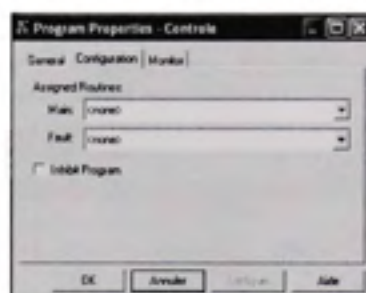 Program Properties - Controle
General Configuration Monitor
Assigned Routines:
Main: <none>
Fault: <none>
Inhibit Program
OK Annuler Aide